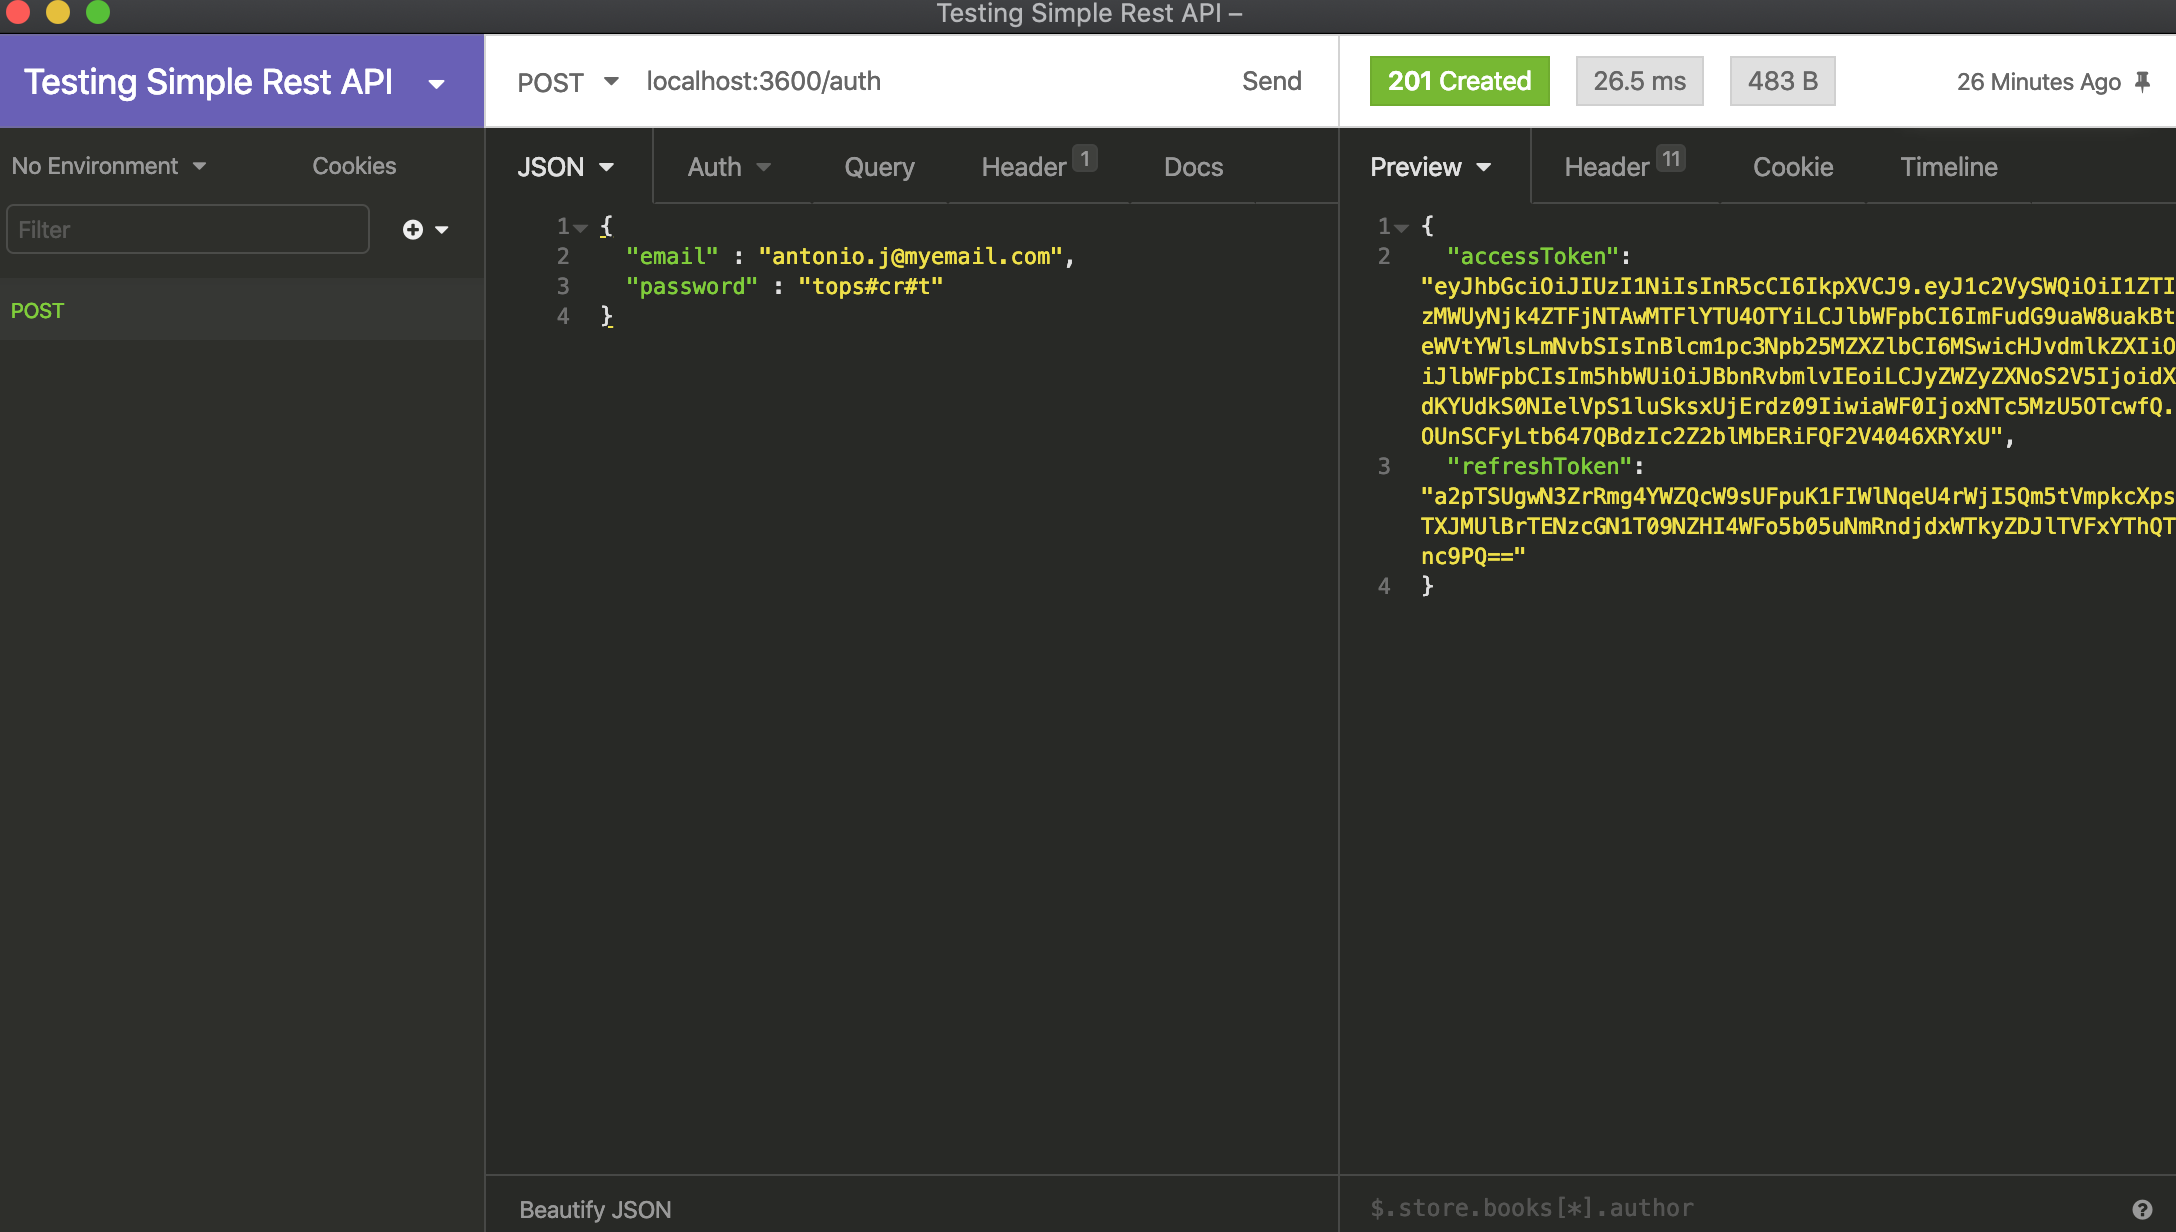 Testing Simple Rest API –
Testing Simple Rest API
POST localhost:3600/auth Send
201 Created 26.5 ms 483 B 26 Minutes Ago
No Environment Cookies
JSON Auth Query Header 1 Docs
Preview Header 11 Cookie Timeline
Filter
POST
1 {
2 "email" : "antonio.j@myemail.com",
3 "password" : "tops#cr#t"
4 }
1 {
2 "accessToken":
"eyJhbGciOiJIUzI1NiIsInR5cCI6IkpXVCJ9.eyJ1c2VySWQiOiI1ZTI
zMWUyNjk4ZTFjNTAwMTFlYTU4OTYiLCJlbWFpbCI6ImFudG9uaW8uakBt
eWVtYWlsLmNvbSIsInBlcm1pc3Npb25MZXZlbCI6MSwicHJvdmlkZXIiO
iJlbWFpbCIsIm5hbWUiOiJBbnRvbmlvIEoiLCJyZWZyZXNoS2V5IjoidX
dKYUdkS0NIelVpS1luSksxUjErdz09IiwiaWF0IjoxNTc5MzU5OTcwfQ.
OUnSCFyLtb647QBdzIc2Z2blMbERiFQF2V4046XRYxU",
3 "refreshToken":
"a2pTSUgwN3ZrRmg4YWZQcW9sUFpuK1FIWlNqeU4rWjI5Qm5tVmpkcXps
TXJMUlBrTENzcGN1T09NZHI4WFo5b05uNmRndjdxWTkyZDJlTVFxYThQT
nc9PQ=="
4 }
Beautify JSON
$.store.books[*].author